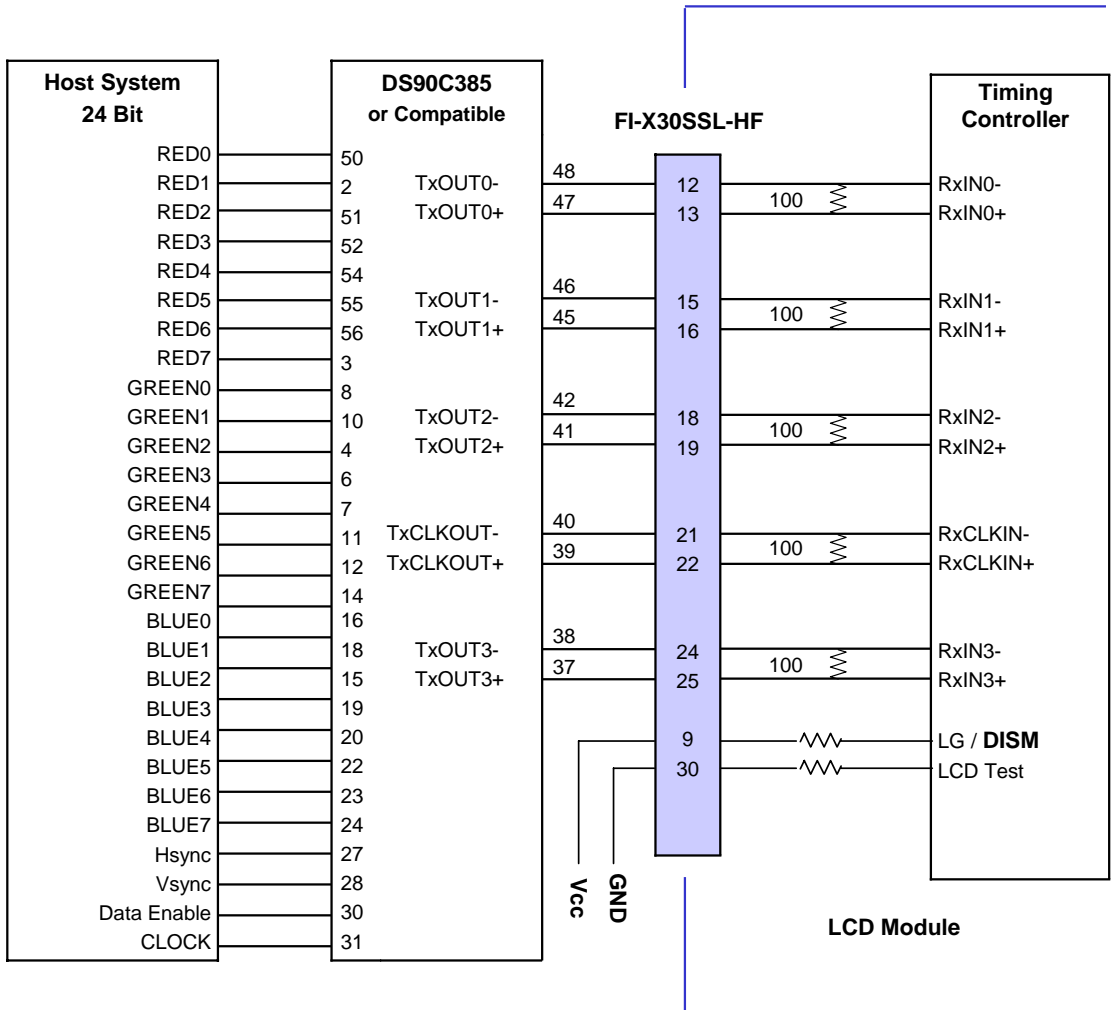 Host System
24 Bit
RED0
RED1
RED2
RED3
RED4
RED5
RED6
RED7
GREEN0
GREEN1
GREEN2
GREEN3
GREEN4
GREEN5
GREEN6
GREEN7
BLUE0
BLUE1
BLUE2
BLUE3
BLUE4
BLUE5
BLUE6
BLUE7
Hsync
Vsync
Data Enable
CLOCK
DS90C385
or Compatible
50
2
51
52
54
55
56
3
8
10
4
6
7
11
12
14
16
18
15
19
20
22
23
24
27
28
30
31
TxOUT0-
TxOUT0+
TxOUT1-
TxOUT1+
TxOUT2-
TxOUT2+
TxCLKOUT-
TxCLKOUT+
TxOUT3-
TxOUT3+
48
47
46
45
42
41
40
39
38
37
Vcc
GND
FI-X30SSL-HF
12
13
15
16
18
19
21
22
24
25
9
30
100
100
100
100
100
Timing
Controller
RxIN0-
RxIN0+
RxIN1-
RxIN1+
RxIN2-
RxIN2+
RxCLKIN-
RxCLKIN+
RxIN3-
RxIN3+
LG / DISM
LCD Test
LCD Module